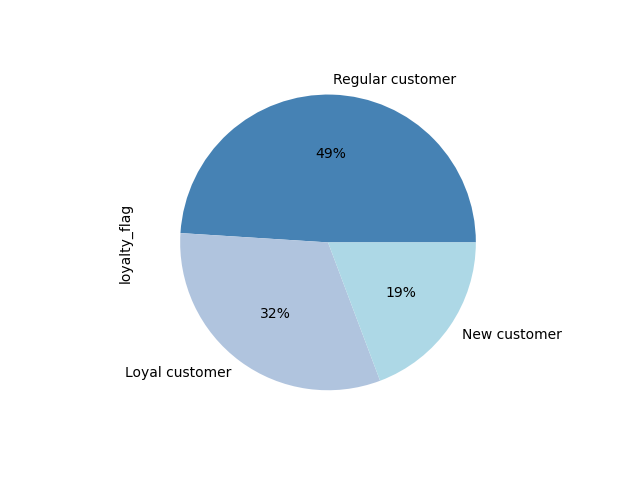 Regular customer
49%
loyalty_flag
19%
32%
New customer
Loyal customer